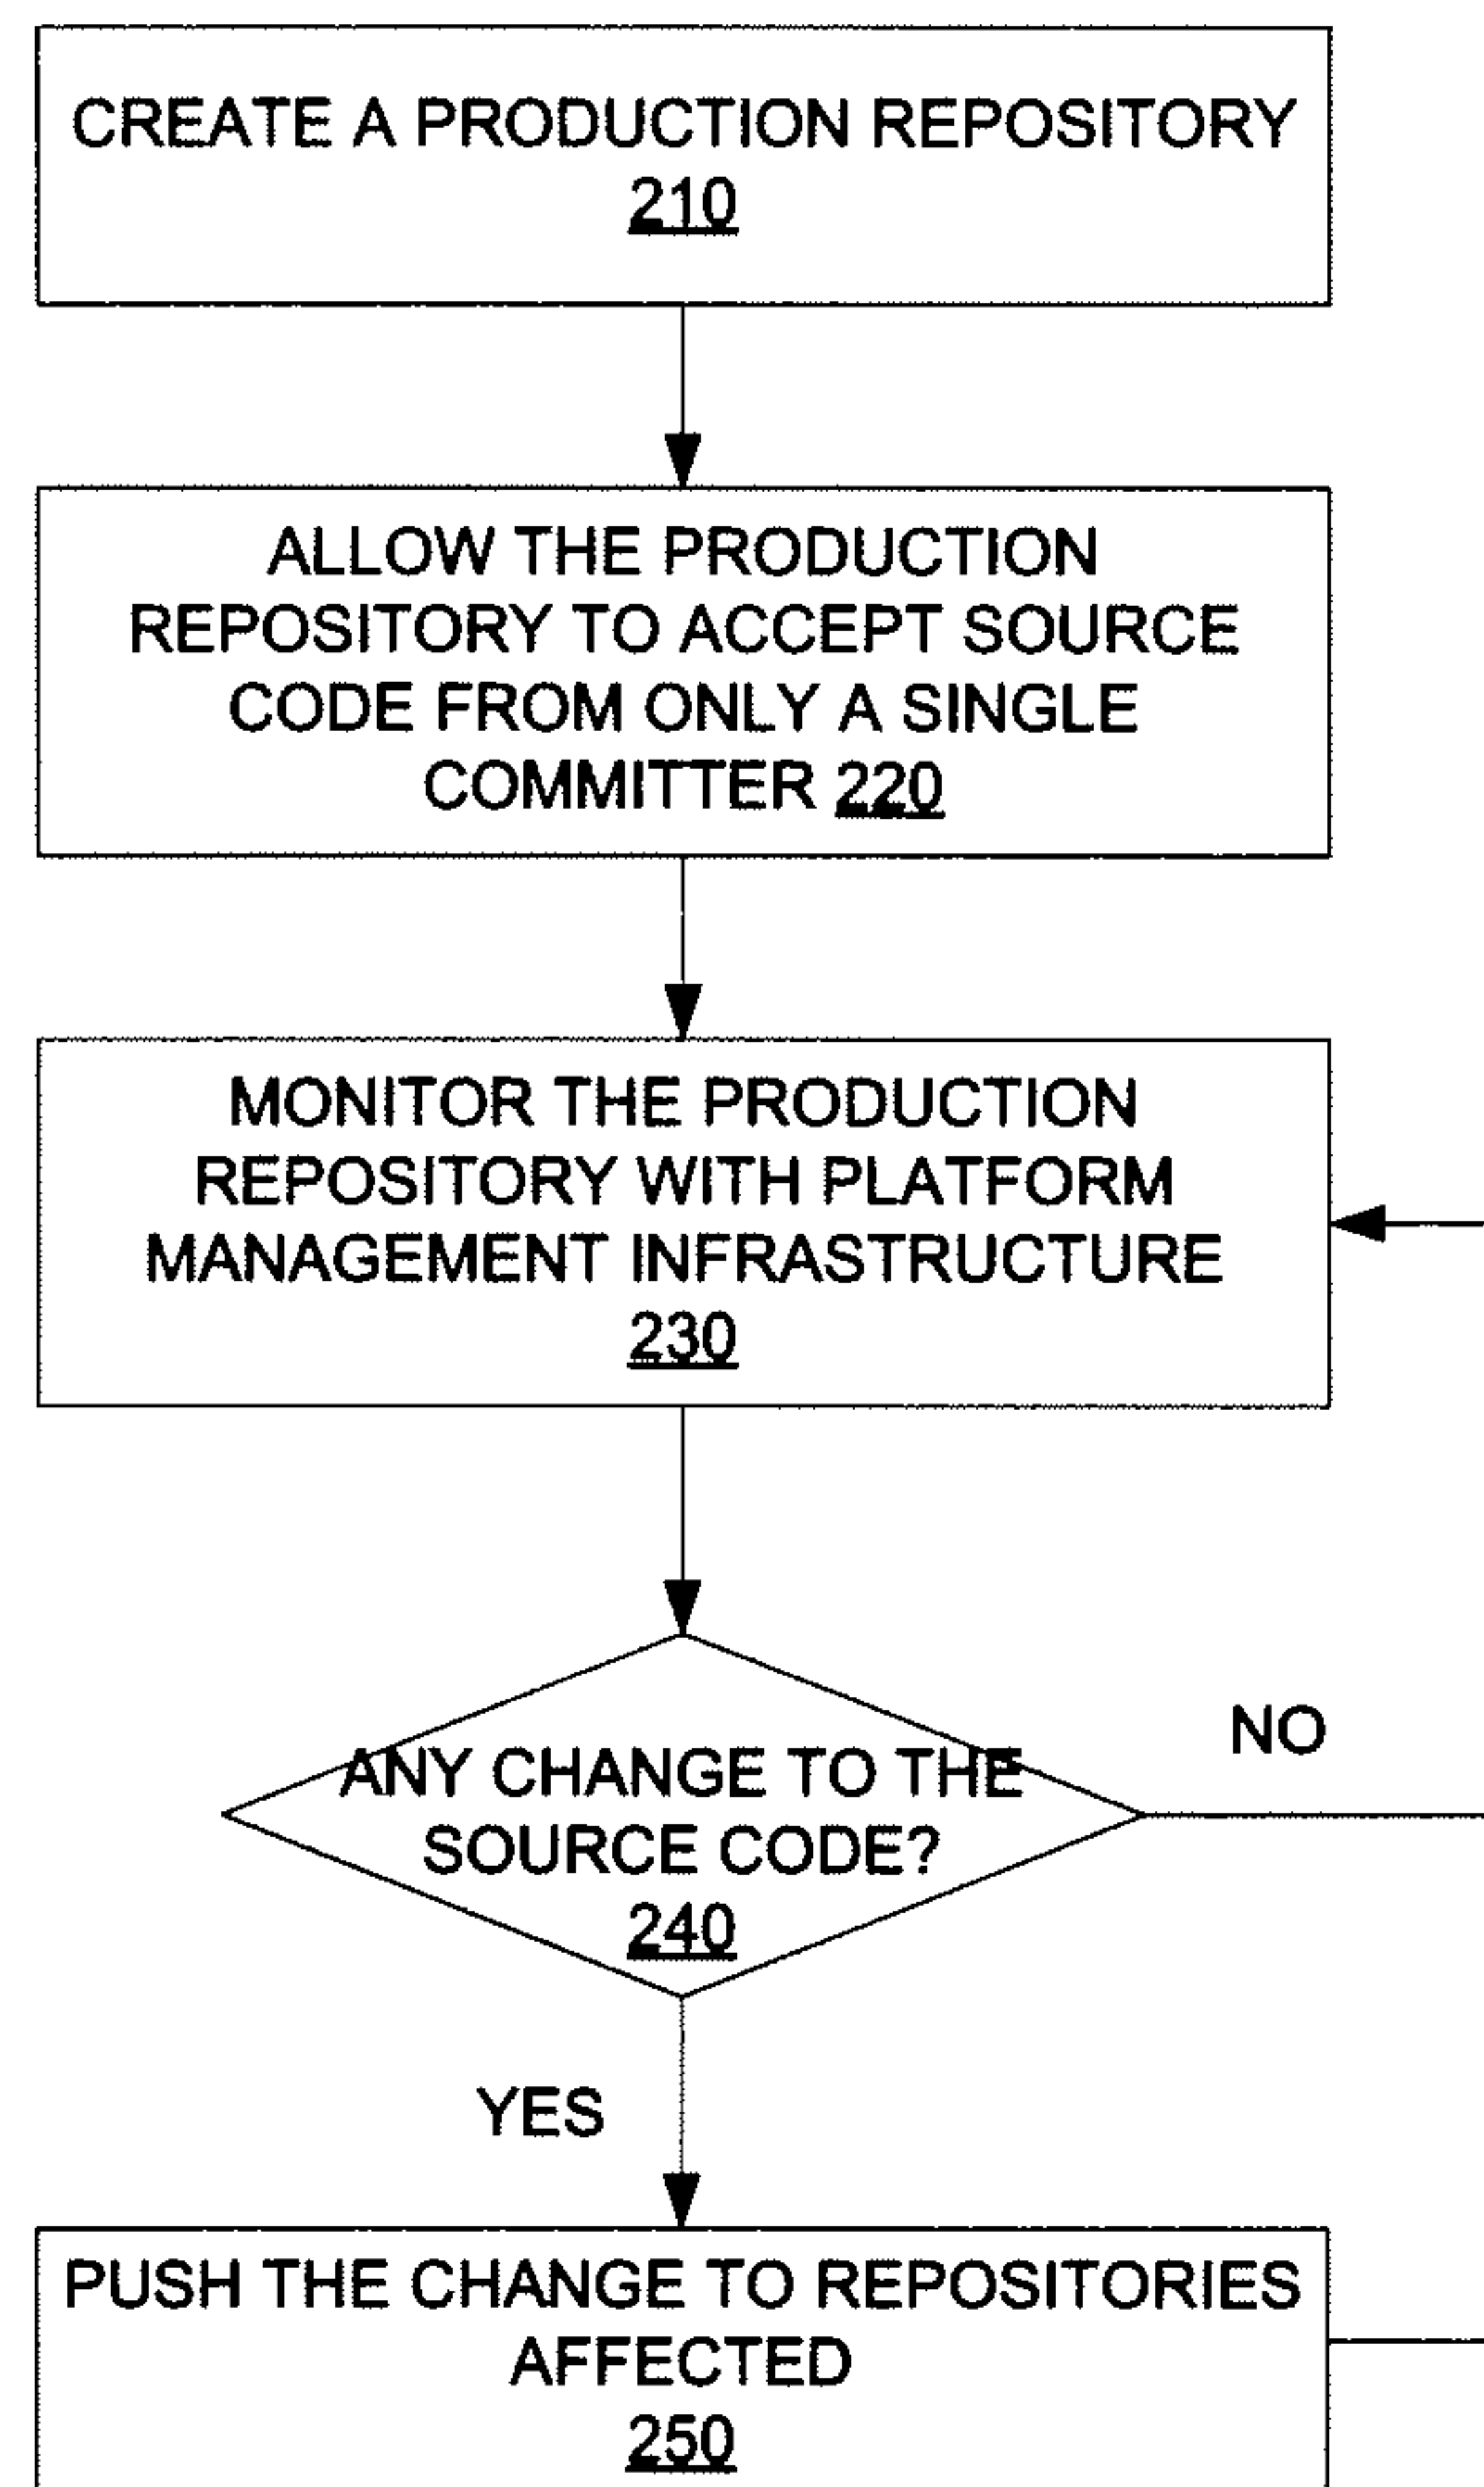 CREATE A PRODUCTION REPOSITORY
210
ALLOW THE PRODUCTION
REPOSITORY TO ACCEPT SOURCE
CODE FROM ONLY A SINGLE
COMMITTER 220
MONITOR THE PRODUCTION
REPOSITORY WITH PLATFORM
MANAGEMENT INFRASTRUCTURE
230
NO
ANY CHANGE TO THE
SOURCE CODE?
240
YES
PUSH THE CHANGE TO REPOSITORIES
AFFECTED
250